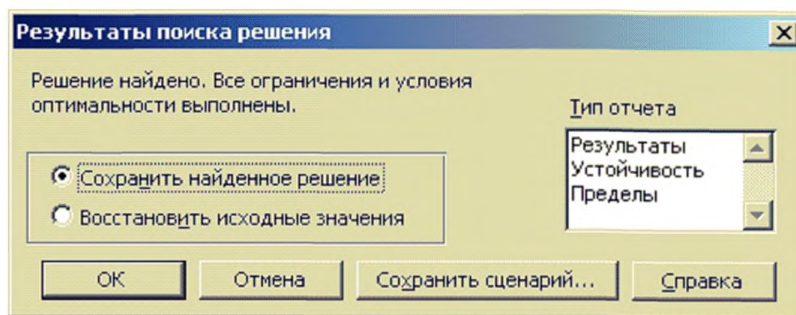 Результаты поиска решения
Решение найдено. Все ограничения и условия
оптимальности выполнены.
Тип отчета
Результаты
Устойчивость
Пределы
Сохранить найденное решение
Восстановить исходные значения
ОК
Отмена
Сохранить сценарий...
Справка